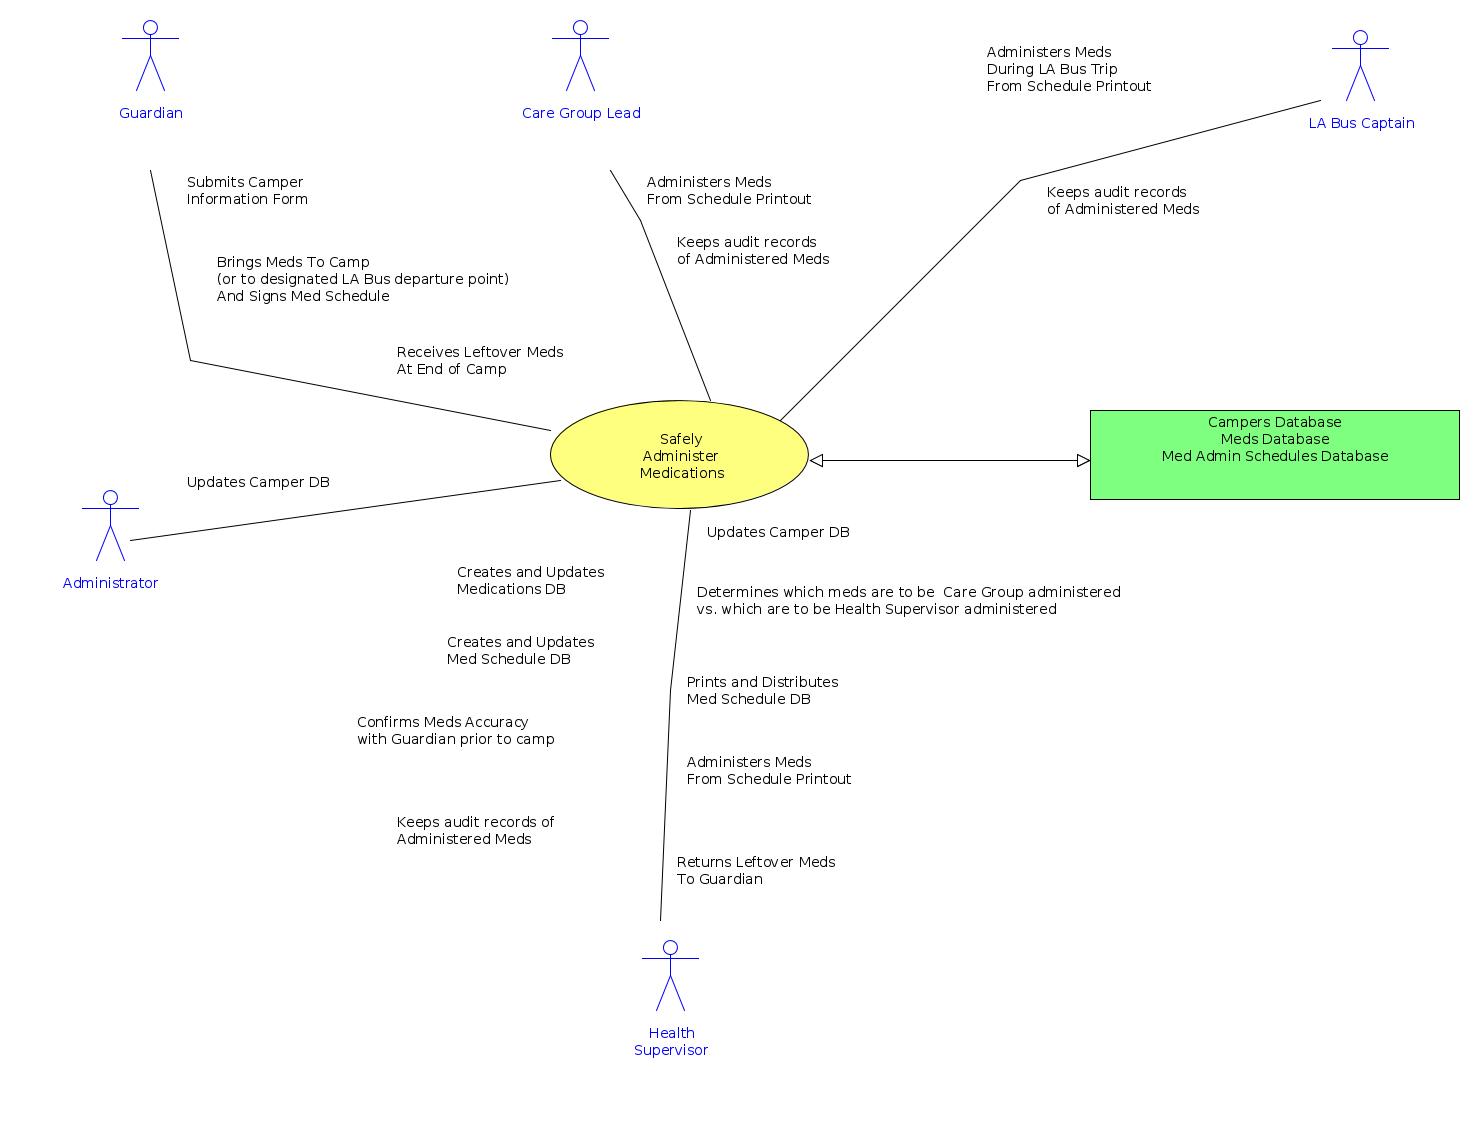 Guardian
Care Group Lead
Administers Meds
During LA Bus Trip
From Schedule Printout
LA Bus Captain
Submits Camper
Information Form
Administers Meds
From Schedule Printout
Keeps audit records
of Administered Meds
Keeps audit records
of Administered Meds
Brings Meds To Camp
(or to designated LA Bus departure point)
And Signs Med Schedule
Receives Leftover Meds
At End of Camp
Safely
Administer
Medications
Campers Database
Meds Database
Med Admin Schedules Database
Updates Camper DB
Administrator
Updates Camper DB
Creates and Updates
Medications DB
Determines which meds are to be  Care Group administered
vs. which are to be Health Supervisor administered
Creates and Updates
Med Schedule DB
Prints and Distributes
Med Schedule DB
Confirms Meds Accuracy
with Guardian prior to camp
Administers Meds
From Schedule Printout
Keeps audit records of
Administered Meds
Returns Leftover Meds
To Guardian
Health
Supervisor